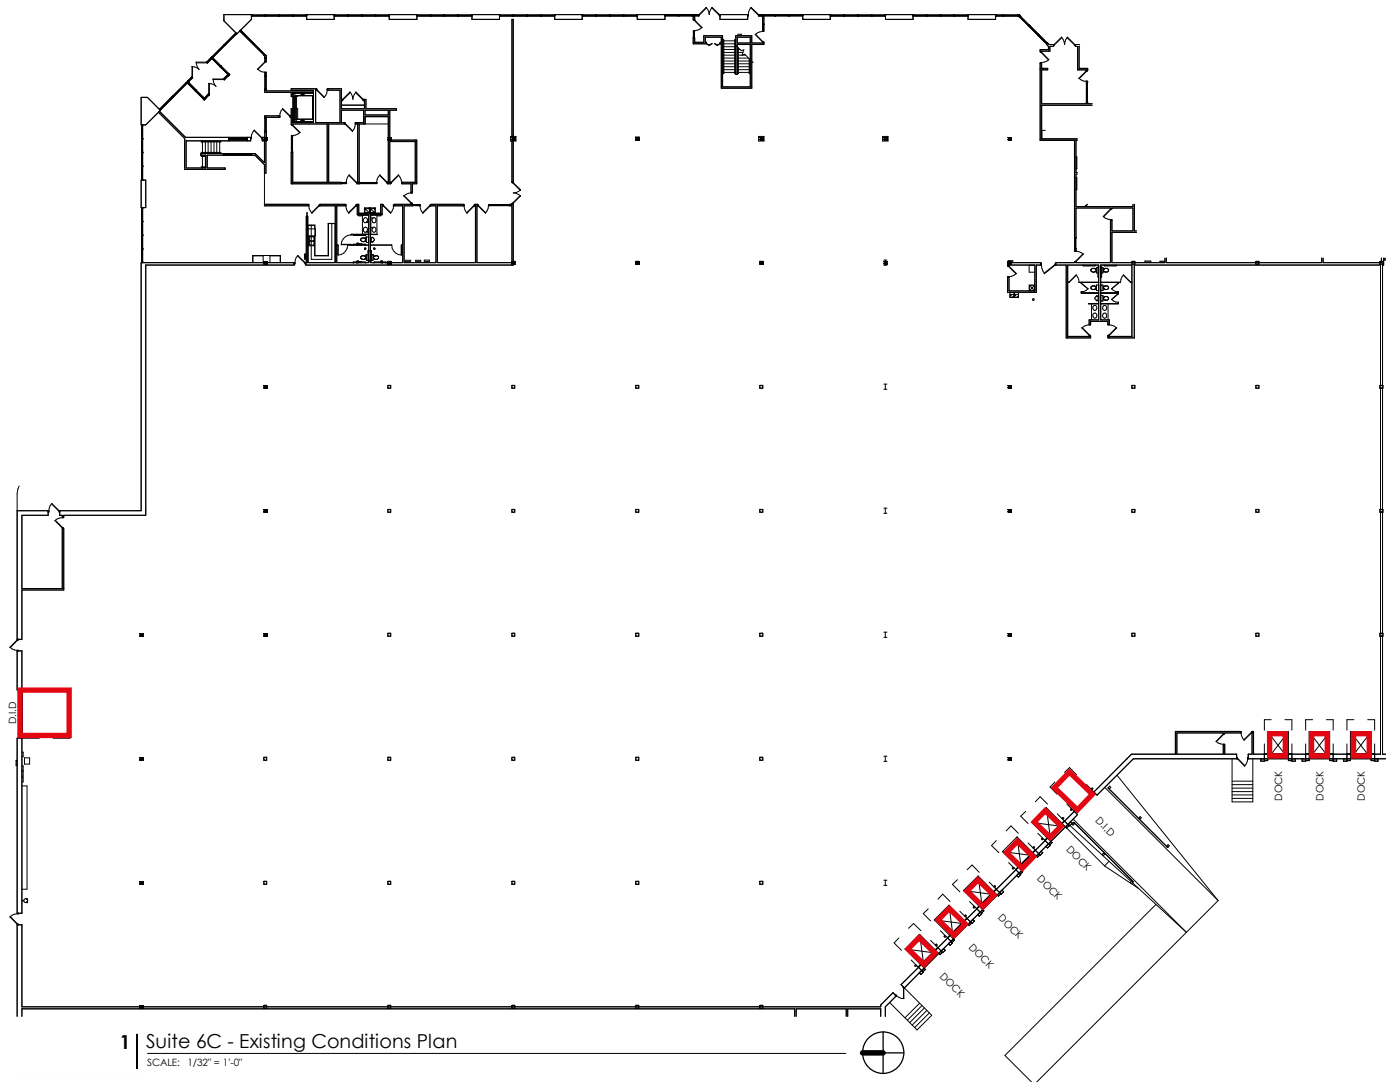 D.I.D
DOCK
DOCK
DOCK
D.I.D
DOCK
DOCK
DOCK
DOCK
DOCK
1 Suite 6C - Existing Conditions Plan
SCALE: 1/32" = 1'-0"